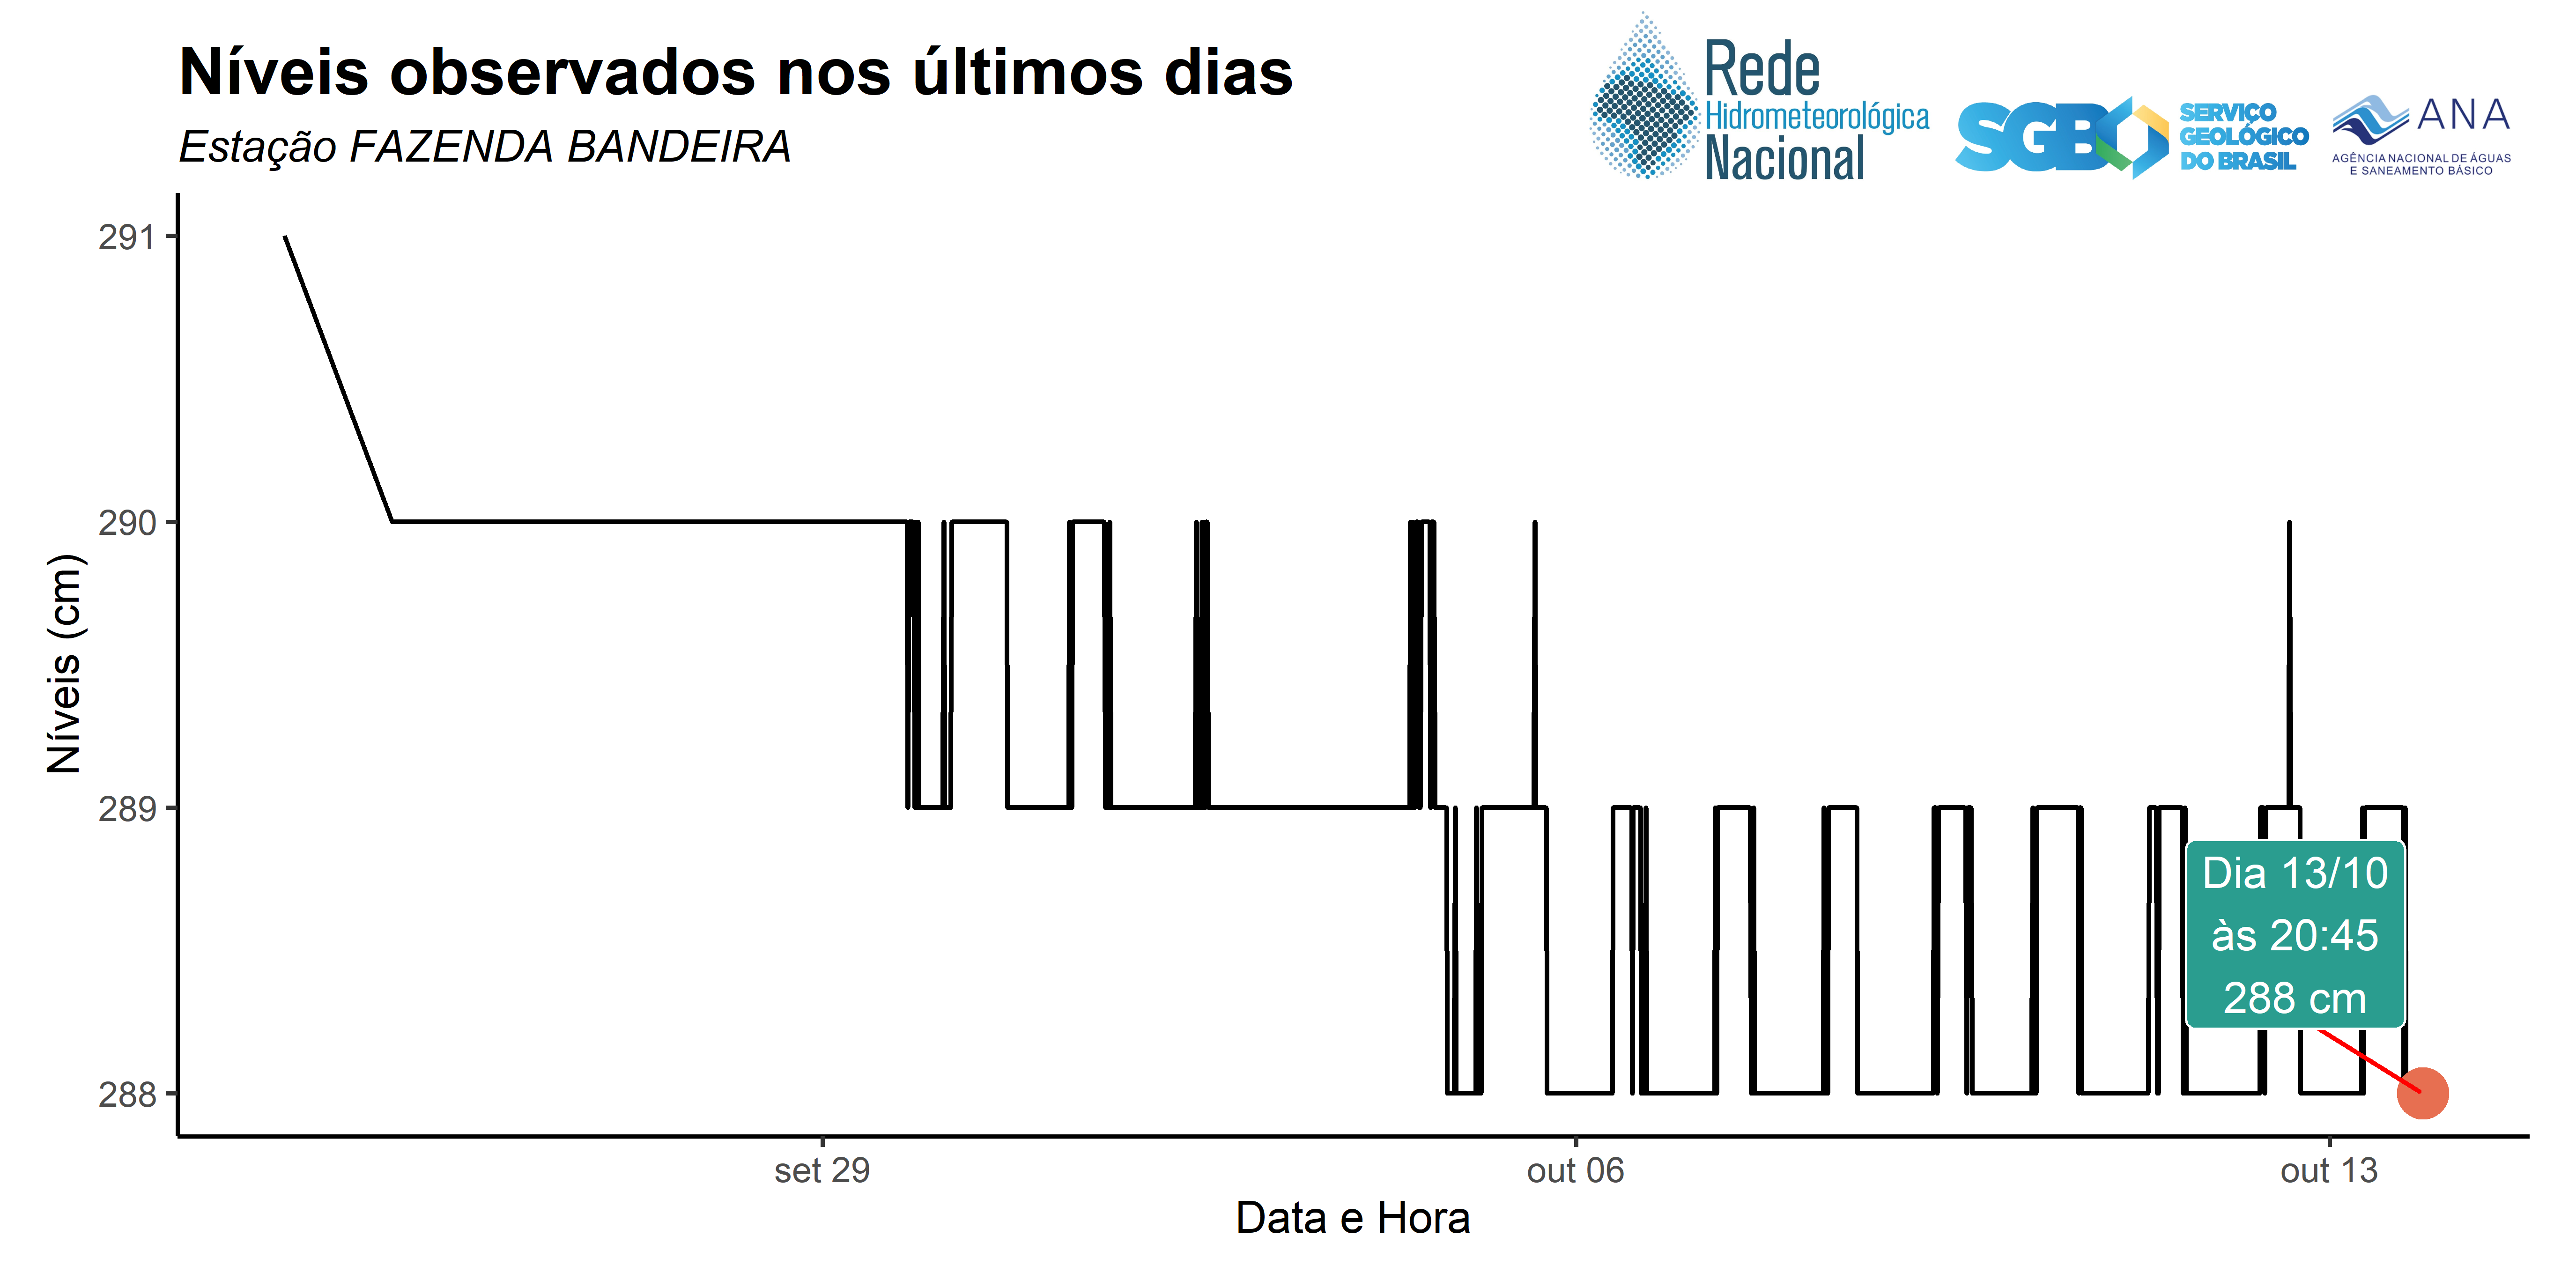 Níveis observados nos últimos dias
Estação FAZENDA BANDEIRA
Rede
Hidrometeorológica
Nacional
SGB
SERVIÇO
GEOLÓGICO
DO BRASIL
ANA
AGÊNCIA NACIONAL DE ÁGUAS
E SANEAMENTO BÁSICO
291
290
289
288
Níveis (cm)
Dia 13/10
às 20:45
288 cm
set 29
out 06
out 13
Data e Hora